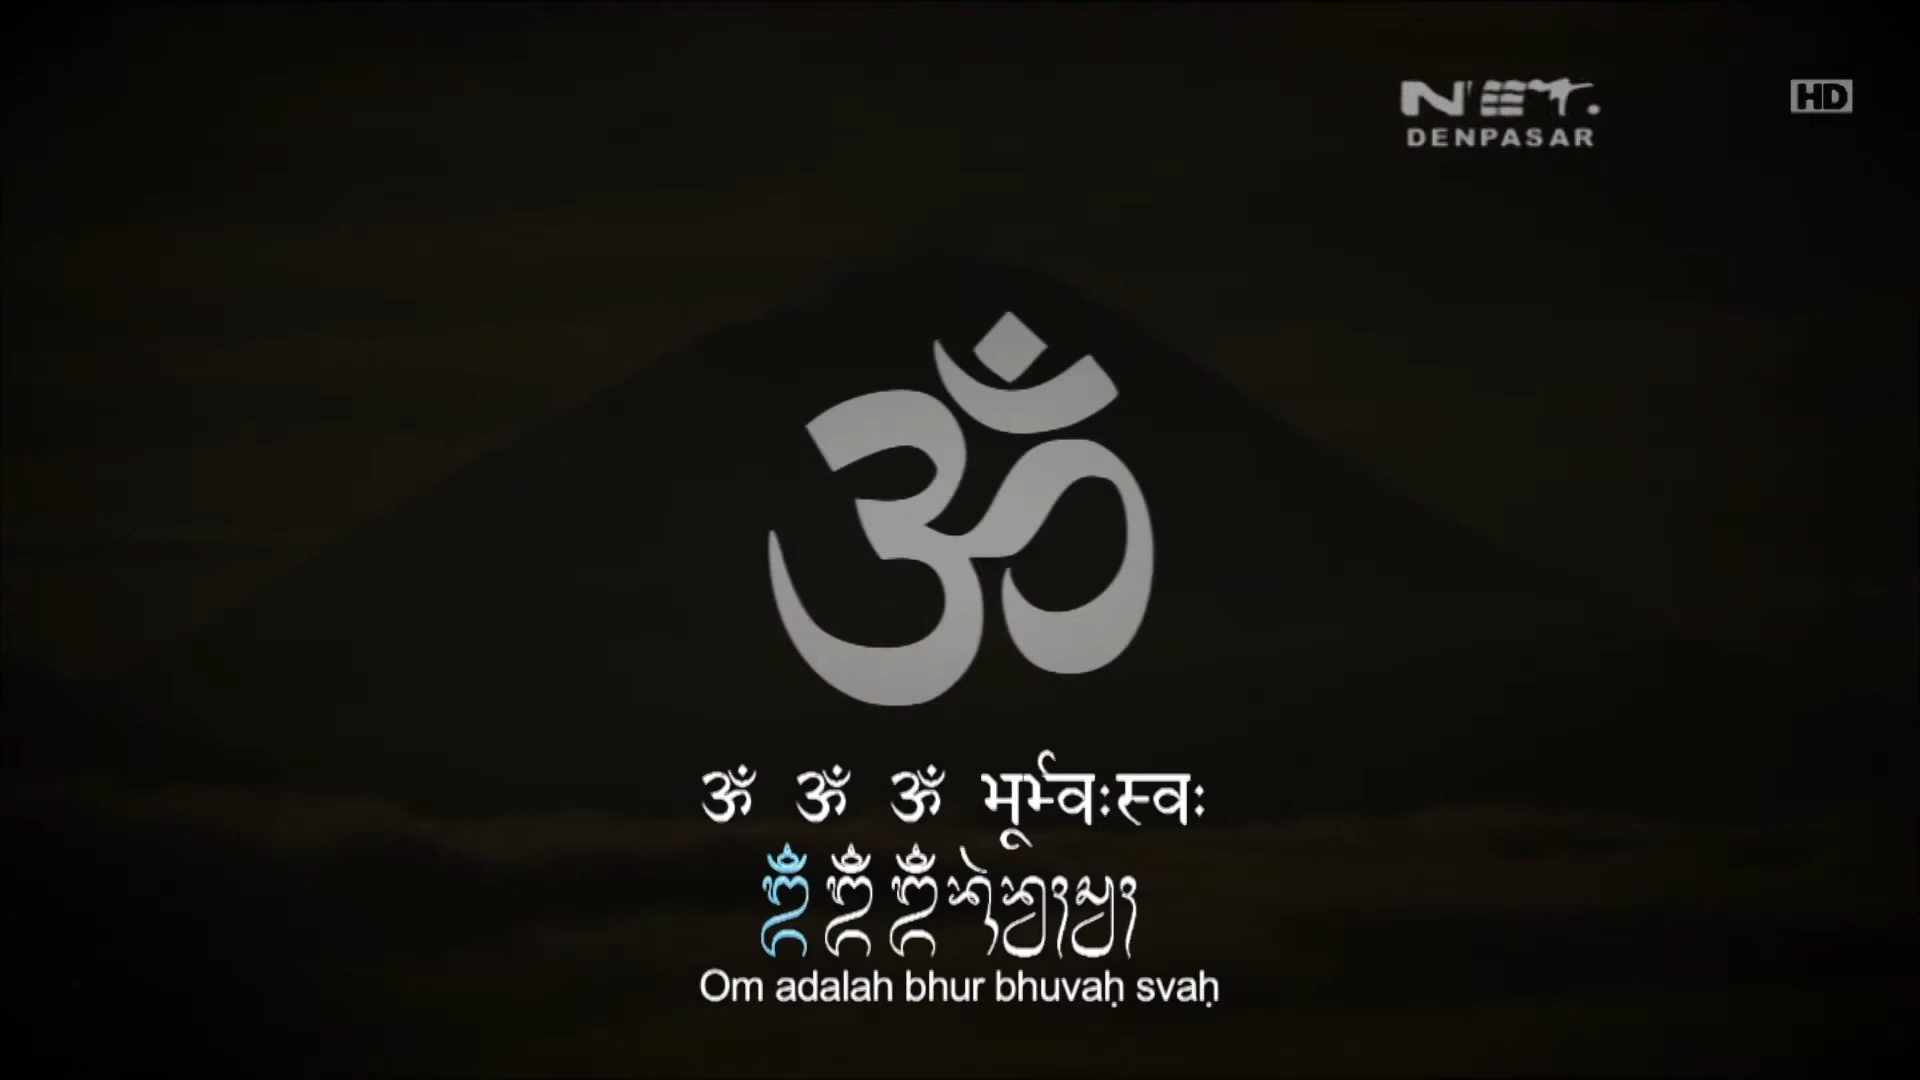 NET.
DENPASAR
HD
ॐ
ॐ ॐ ॐ भूर्भ्वःस्वः
Om adalah bhur bhuvaḥ svaḥ